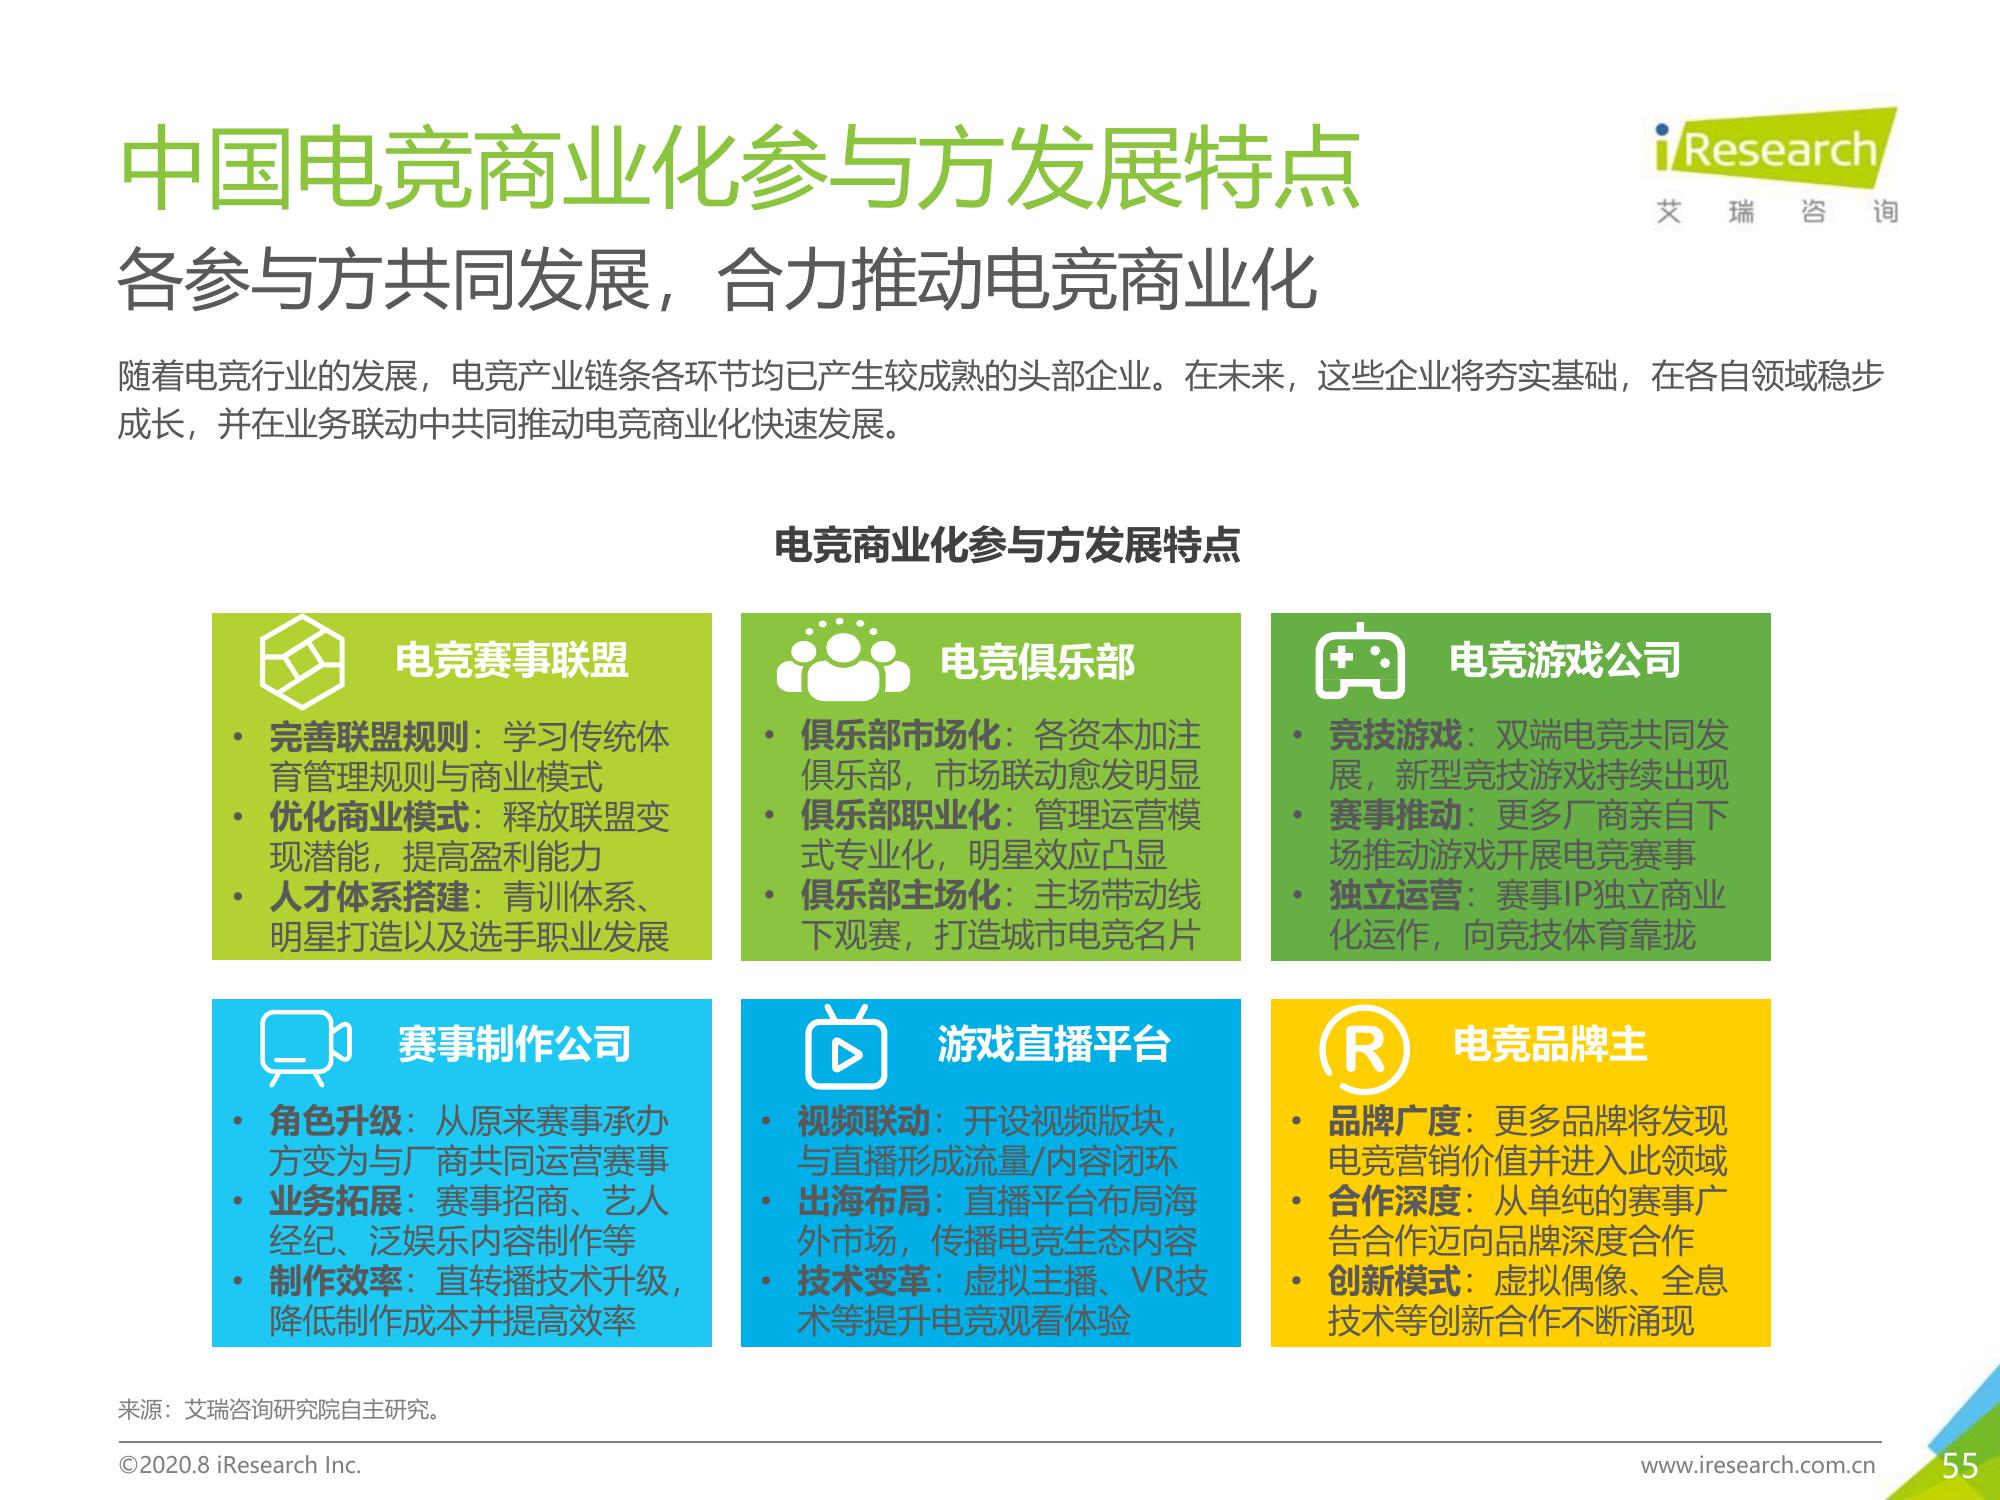 中国电竞商业化参与方发展特点
iResearch
艾瑞咨询
各参与方共同发展，合力推动电竞商业化
随着电竞行业的发展，电竞产业链条各环节均已产生较成熟的头部企业。在未来，这些企业将夯实基础，在各自领域稳步
成长，并在业务联动中共同推动电竞商业化快速发展。
电竞商业化参与方发展特点
电竞赛事联盟
• 完善联盟规则：学习传统体
育管理规则与商业模式
• 优化商业模式：释放联盟变
现潜能，提高盈利能力
• 人才体系搭建：青训体系、
明星打造以及选手职业发展
电竞俱乐部
• 俱乐部市场化：各资本加注
俱乐部，市场联动愈发明显
• 俱乐部职业化：管理运营模
式专业化，明星效应凸显
• 俱乐部主场化：主场带动线
下观赛，打造城市电竞名片
电竞游戏公司
• 竞技游戏：双端电竞共同发
展，新型竞技游戏持续出现
• 赛事推动：更多厂商亲自下
场推动游戏开展电竞赛事
• 独立运营：赛事IP独立商业
化运作，向竞技体育靠拢
赛事制作公司
• 角色升级：从原来赛事承办
方变为与厂商共同运营赛事
• 业务拓展：赛事招商、艺人
经纪、泛娱乐内容制作等
• 制作效率：直转播技术升级，
降低制作成本并提高效率
游戏直播平台
• 视频联动：开设视频版块，
与直播形成流量/内容闭环
• 出海布局：直播平台布局海
外市场，传播电竞生态内容
• 技术变革：虚拟主播、VR技
术等提升电竞观看体验
R
电竞品牌主
• 品牌广度：更多品牌将发现
电竞营销价值并进入此领域
• 合作深度：从单纯的赛事广
告合作迈向品牌深度合作
• 创新模式：虚拟偶像、全息
技术等创新合作不断涌现
来源：艾瑞咨询研究院自主研究。
©2020.8 iResearch Inc.
www.iresearch.com.cn
55